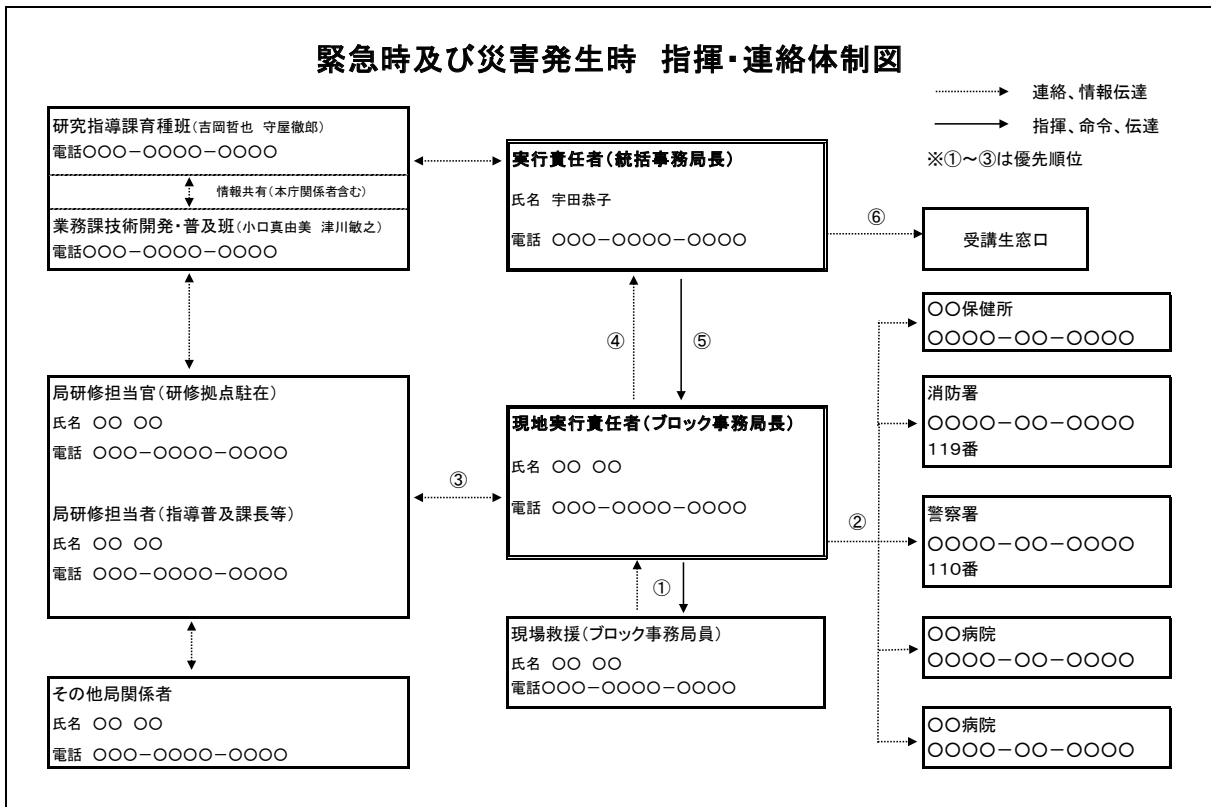 緊急時及び災害発生時 指揮・連絡体制図
連絡、情報伝達
指揮、命令、伝達
※①～③は優先順位
研究指導課育種班(吉岡哲也 守屋徹郎)
電話〇〇〇－〇〇〇〇－〇〇〇〇
情報共有(本庁関係者含む)
業務課技術開発・普及班(小口真由美 津川敏之)
電話〇〇〇－〇〇〇〇－〇〇〇〇
実行責任者(統括事務局長)
氏名 宇田恭子
電話 〇〇〇－〇〇〇〇－〇〇〇〇
⑥
受講生窓口
④
⑤
局研修担当官(研修拠点駐在)
氏名 〇〇 〇〇
電話 〇〇〇－〇〇〇〇－〇〇〇〇
局研修担当者(指導普及課長等)
氏名 〇〇 〇〇
電話 〇〇〇－〇〇〇〇－〇〇〇〇
③
現地実行責任者(ブロック事務局長)
氏名 〇〇 〇〇
電話 〇〇〇－〇〇〇〇－〇〇〇〇
②
〇〇保健所
〇〇〇〇－〇〇－〇〇〇〇
消防署
〇〇〇〇－〇〇－〇〇〇〇
119番
警察署
〇〇〇〇－〇〇－〇〇〇〇
110番
〇〇病院
〇〇〇〇－〇〇－〇〇〇〇
〇〇病院
〇〇〇〇－〇〇－〇〇〇〇
①
現場救援(ブロック事務局員)
氏名 〇〇 〇〇
電話〇〇〇－〇〇〇〇－〇〇〇〇
その他局関係者
氏名 〇〇 〇〇
電話 〇〇〇－〇〇〇〇－〇〇〇〇